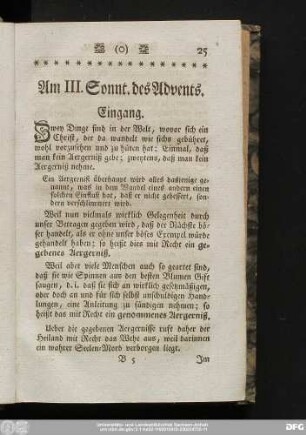 (o) 25
Am III. Sonnt. des Advents.
Eingang.
Zwey Dinge sind in der Welt, wovor sich ein
Christ, der da wandelt wie sichs gebühret,
wohl vorzusehen und zu hüten hat: Einmal, daß
man kein Aergerniß gebe; zweytens, daß man kein
Aergerniß nehme.
Ein Aergerniß überhaupt wird alles dasjenige ge-
nannt, was in dem Wandel eines andern einen
solchen Einfluß hat, daß er nicht gebessert, son-
dern verschlimmert wird.
Weil nun vielmals wirklich Gelegenheit durch
unser Betragen gegeben wird, daß der Nächste bö-
ser handelt, als er ohne unser böses Exempel würde
gehandelt haben; so heißt dies mit Recht ein ge-
gebenes Aergerniß.
Weil aber viele Menschen auch so geartet sind,
daß sie wie Spinnen aus den besten Blumen Gift
saugen, d. i. daß sie sich an wirklich gesetzmäßigen,
oder doch an und für sich selbst unschuldigen Hand-
lungen, eine Anleitung zu sündigen nehmen; so
heißt das mit Recht ein genommenes Aergerniß.
Ueber die gegebenen Aergernisse ruft daher der
Heiland mit Recht das Wehe aus, weil darinnen
ein wahrer Seelen-Mord verborgen liegt.
B 5 Im